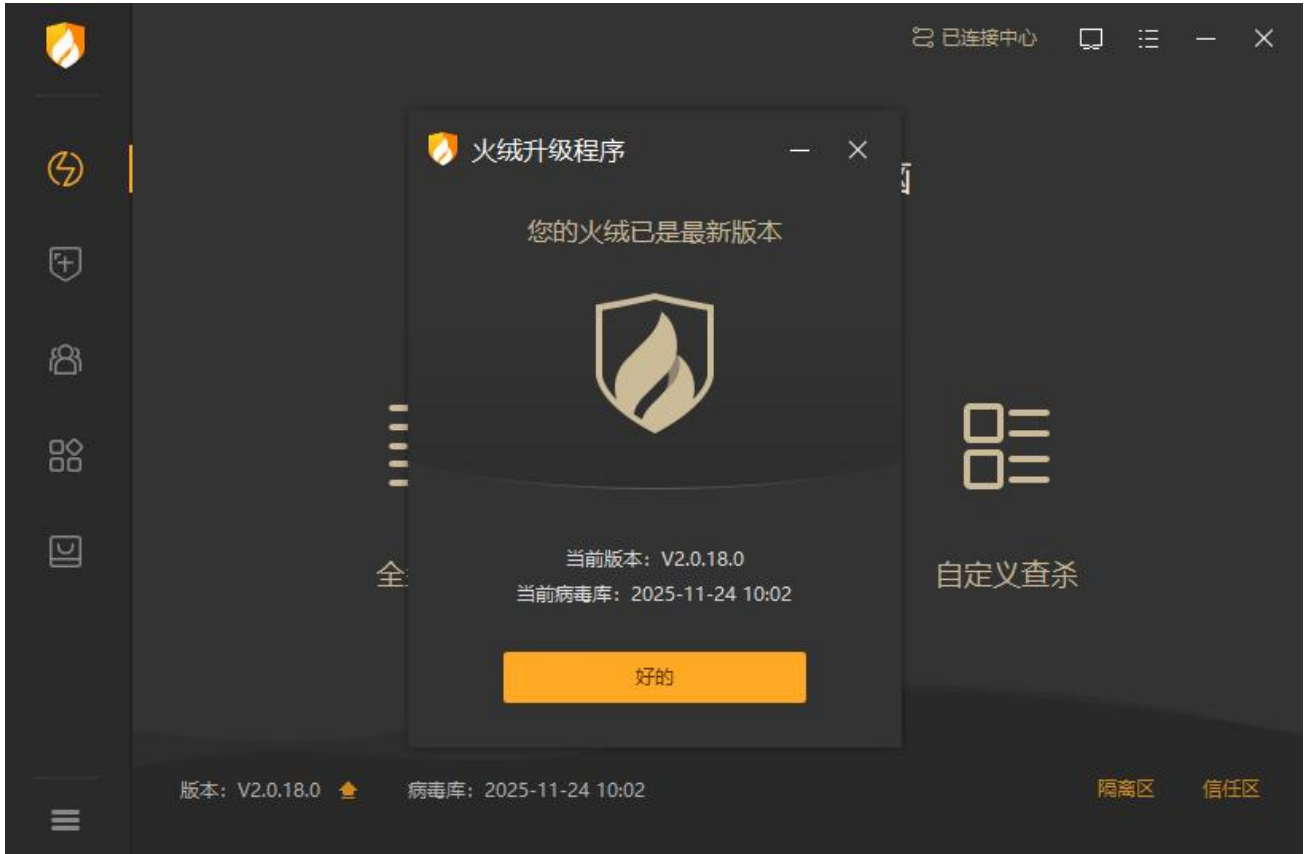 已连接中心
火绒升级程序
您的火绒已是最新版本
当前版本：V2.0.18.0
当前病毒库：2025-11-24 10:02
全
自定义查杀
好的
版本：V2.0.18.0
病毒库：2025-11-24 10:02
隔离区
信任区